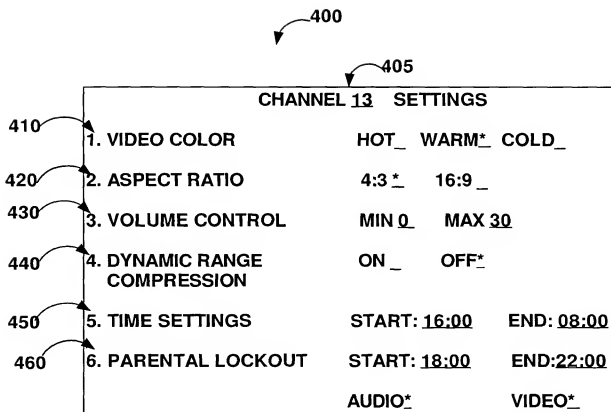 400
405
CHANNEL 13 SETTINGS
410
1. VIDEO COLOR HOT_ WARM* COLD_
420
2. ASPECT RATIO 4:3 * 16:9 _
430
3. VOLUME CONTROL MIN 0 MAX 30
440
4. DYNAMIC RANGE ON _ OFF*
COMPRESSION
450
5. TIME SETTINGS START: 16:00 END: 08:00
460
6. PARENTAL LOCKOUT START: 18:00 END:22:00
AUDIO* VIDEO*